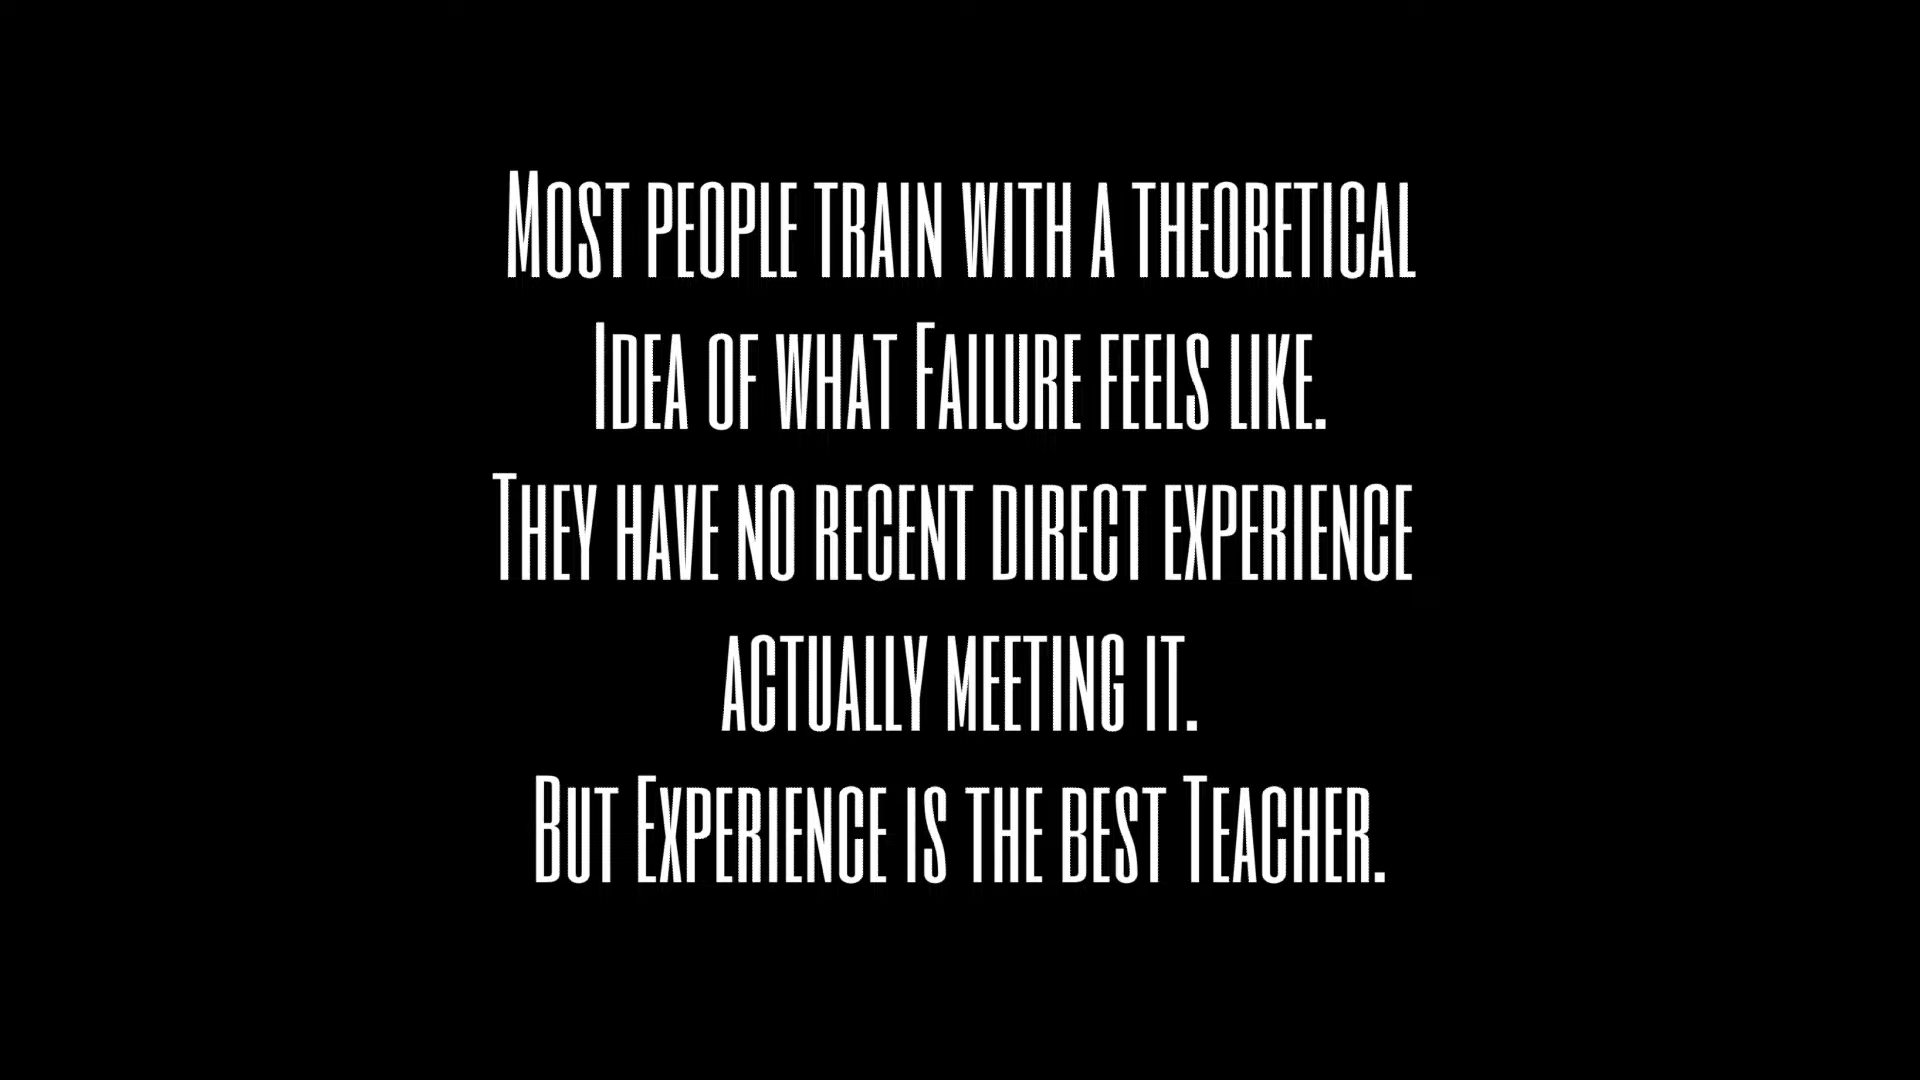 Most people train with a theoretical
Idea of what Failure feels like.
They have no recent direct experience
actually meeting it.
But Experience is the best Teacher.